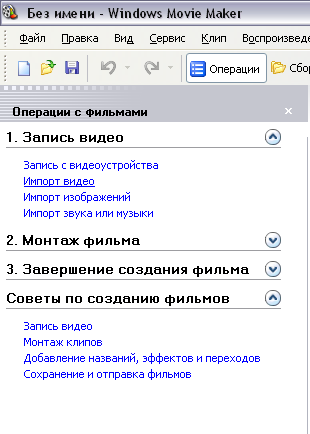 Без имени - Windows Movie Maker
Файл Правка Вид Сервис Клип Воспроизведе
Операции Сбо
Операции с фильмами
1. Запись видео
Запись с видеоустройства
Импорт видео
Импорт изображений
Импорт звука или музыки
2. Монтаж фильма
3. Завершение создания фильма
Советы по созданию фильмов
Запись видео
Монтаж клипов
Добавление названий, эффектов и переходов
Сохранение и отправка фильмов